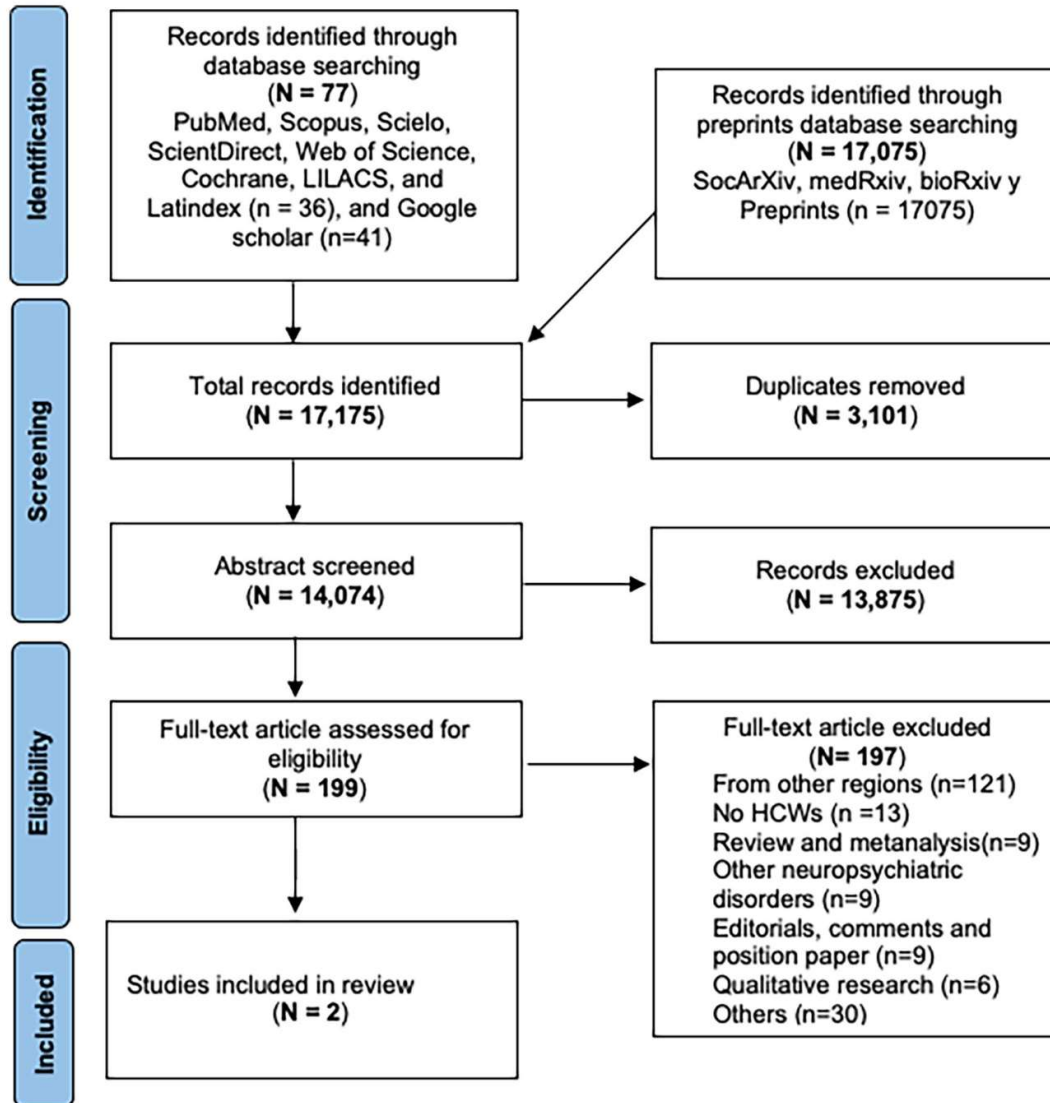 Identification
Records identified through
database searching
(N = 77)
PubMed, Scopus, Scielo,
ScientDirect, Web of Science,
Cochrane, LILACS, and
Latindex (n = 36), and Google
scholar (n=41)
Records identified through
preprints database searching
(N = 17,075)
SocArXiv, medRxiv, bioRxiv y
Preprints (n = 17075)
Screening
Total records identified
(N = 17,175)
Duplicates removed
(N = 3,101)
Abstract screened
(N = 14,074)
Records excluded
(N = 13,875)
Eligibility
Full-text article assessed for
eligibility
(N = 199)
Full-text article excluded
(N= 197)
From other regions (n=121)
No HCWs (n =13)
Review and metanalysis(n=9)
Other neuropsychiatric
disorders (n=9)
Editorials, comments and
position paper (n=9)
Qualitative research (n=6)
Others (n=30)
Included
Studies included in review
(N = 2)